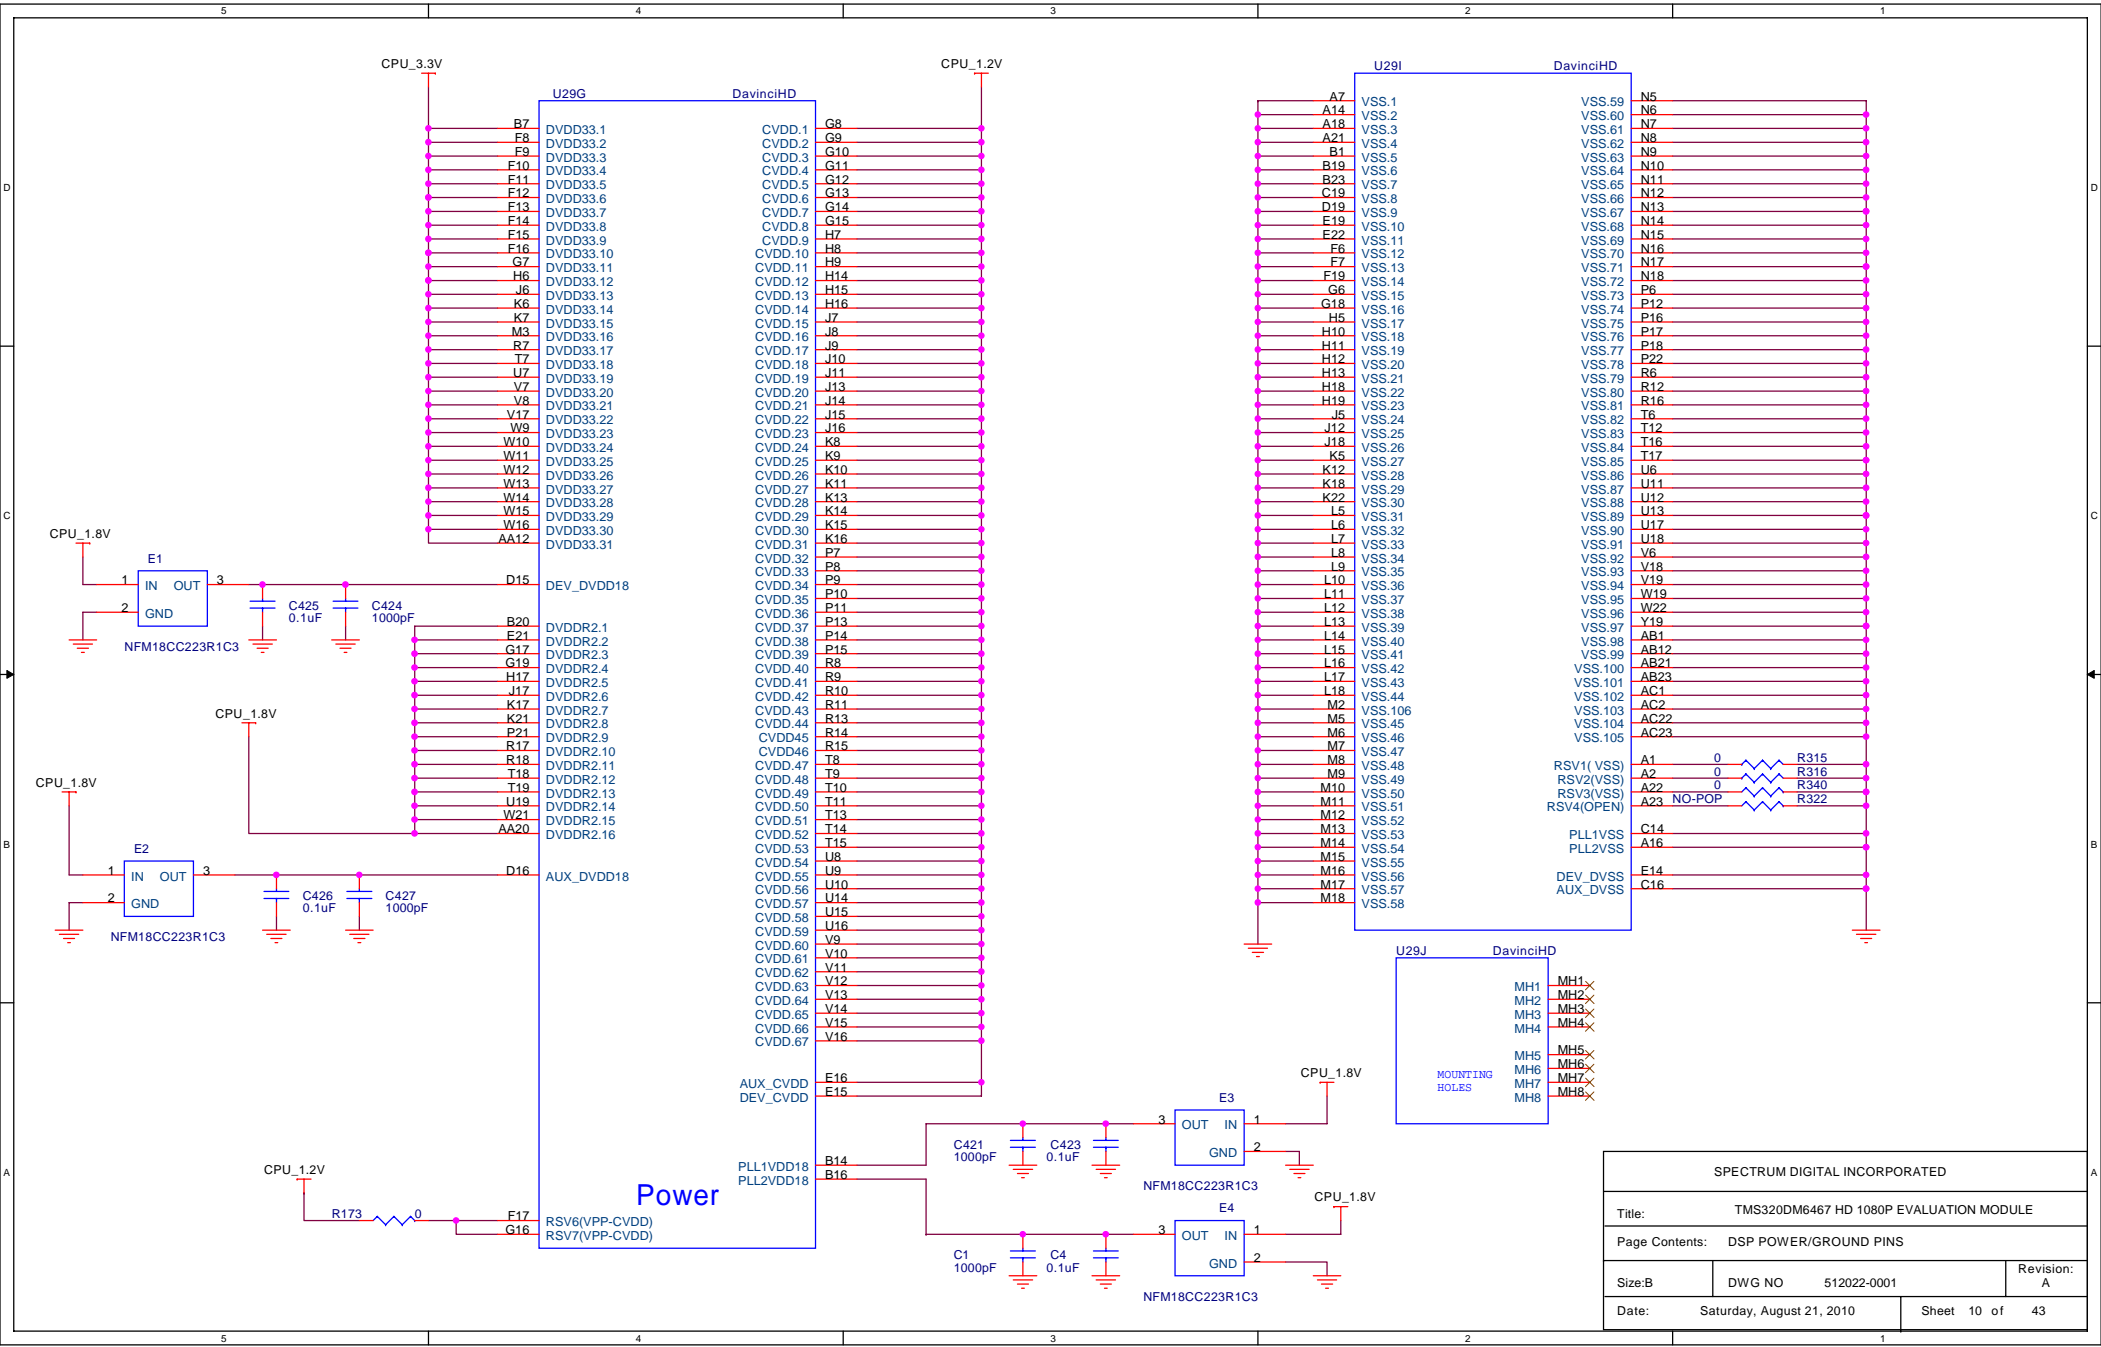 5 4 3 2 1
D
C
B
A
CPU_3.3V
U29G DavinciHD
B7 DVDD33.1
F8 DVDD33.2
F9 DVDD33.3
F10 DVDD33.4
F11 DVDD33.5
F12 DVDD33.6
F13 DVDD33.7
F14 DVDD33.8
F15 DVDD33.9
F16 DVDD33.10
G7 DVDD33.11
H6 DVDD33.12
J6 DVDD33.13
K6 DVDD33.14
K7 DVDD33.15
M3 DVDD33.16
R7 DVDD33.17
T7 DVDD33.18
U7 DVDD33.19
V7 DVDD33.20
V8 DVDD33.21
V17 DVDD33.22
W9 DVDD33.23
W10 DVDD33.24
W11 DVDD33.25
W12 DVDD33.26
W13 DVDD33.27
W14 DVDD33.28
W15 DVDD33.29
W16 DVDD33.30
AA12 DVDD33.31
CPU_1.8V
E1
1 IN OUT 3
2 GND
NFM18CC223R1C3
C425
0.1uF
C424
1000pF
D15 DEV_DVDD18
CPU_1.8V
B20 DVDDR2.1
E21 DVDDR2.2
G17 DVDDR2.3
G19 DVDDR2.4
H17 DVDDR2.5
J17 DVDDR2.6
K17 DVDDR2.7
K21 DVDDR2.8
P21 DVDDR2.9
R17 DVDDR2.10
R18 DVDDR2.11
T18 DVDDR2.12
T19 DVDDR2.13
U19 DVDDR2.14
W21 DVDDR2.15
AA20 DVDDR2.16
CPU_1.8V
E2
1 IN OUT 3
2 GND
NFM18CC223R1C3
C426
0.1uF
C427
1000pF
D16 AUX_DVDD18
CPU_1.2V
R173 0
F17 RSV6(VPP-CVDD)
G16 RSV7(VPP-CVDD)
Power
CPU_1.2V
CVDD.1 G8
CVDD.2 G9
CVDD.3 G10
CVDD.4 G11
CVDD.5 G12
CVDD.6 G13
CVDD.7 G14
CVDD.8 G15
CVDD.9 H7
CVDD.10 H8
CVDD.11 H9
CVDD.12 H14
CVDD.13 H15
CVDD.14 H16
CVDD.15 J7
CVDD.16 J8
CVDD.17 J9
CVDD.18 J10
CVDD.19 J11
CVDD.20 J13
CVDD.21 J14
CVDD.22 J15
CVDD.23 J16
CVDD.24 K8
CVDD.25 K9
CVDD.26 K10
CVDD.27 K11
CVDD.28 K13
CVDD.29 K14
CVDD.30 K15
CVDD.31 K16
CVDD.32 P7
CVDD.33 P8
CVDD.34 P9
CVDD.35 P10
CVDD.36 P11
CVDD.37 P13
CVDD.38 P14
CVDD.39 P15
CVDD.40 R8
CVDD.41 R9
CVDD.42 R10
CVDD.43 R11
CVDD.44 R13
CVDD45 R14
CVDD46 R15
CVDD.47 T8
CVDD.48 T9
CVDD.49 T10
CVDD.50 T11
CVDD.51 T13
CVDD.52 T14
CVDD.53 T15
CVDD.54 U8
CVDD.55 U9
CVDD.56 U10
CVDD.57 U14
CVDD.58 U15
CVDD.59 U16
CVDD.60 V9
CVDD.61 V10
CVDD.62 V11
CVDD.63 V12
CVDD.64 V13
CVDD.65 V14
CVDD.66 V15
CVDD.67 V16
AUX_CVDD E16
DEV_CVDD E15
PLL1VDD18 B14
PLL2VDD18 B16
C421
1000pF
C423
0.1uF
CPU_1.8V
E3
3 OUT IN 1
GND 2
NFM18CC223R1C3
C1
1000pF
C4
0.1uF
CPU_1.8V
E4
3 OUT IN 1
GND 2
NFM18CC223R1C3
U29I DavinciHD
A7 VSS.1
A14 VSS.2
A18 VSS.3
A21 VSS.4
B1 VSS.5
B19 VSS.6
B23 VSS.7
C19 VSS.8
D19 VSS.9
E19 VSS.10
E22 VSS.11
F6 VSS.12
F7 VSS.13
F19 VSS.14
G6 VSS.15
G18 VSS.16
H5 VSS.17
H10 VSS.18
H11 VSS.19
H12 VSS.20
H13 VSS.21
H18 VSS.22
H19 VSS.23
J5 VSS.24
J12 VSS.25
J18 VSS.26
K5 VSS.27
K12 VSS.28
K18 VSS.29
K22 VSS.30
L5 VSS.31
L6 VSS.32
L7 VSS.33
L8 VSS.34
L9 VSS.35
L10 VSS.36
L11 VSS.37
L12 VSS.38
L13 VSS.39
L14 VSS.40
L15 VSS.41
L16 VSS.42
L17 VSS.43
L18 VSS.44
M2 VSS.106
M5 VSS.45
M6 VSS.46
M7 VSS.47
M8 VSS.48
M9 VSS.49
M10 VSS.50
M11 VSS.51
M12 VSS.52
M13 VSS.53
M14 VSS.54
M15 VSS.55
M16 VSS.56
M17 VSS.57
M18 VSS.58
VSS.59 N5
VSS.60 N6
VSS.61 N7
VSS.62 N8
VSS.63 N9
VSS.64 N10
VSS.65 N11
VSS.66 N12
VSS.67 N13
VSS.68 N14
VSS.69 N15
VSS.70 N16
VSS.71 N17
VSS.72 N18
VSS.73 P6
VSS.74 P12
VSS.75 P16
VSS.76 P17
VSS.77 P18
VSS.78 P22
VSS.79 R6
VSS.80 R12
VSS.81 R16
VSS.82 T6
VSS.83 T12
VSS.84 T16
VSS.85 T17
VSS.86 U6
VSS.87 U11
VSS.88 U12
VSS.89 U13
VSS.90 U17
VSS.91 U18
VSS.92 V6
VSS.93 V18
VSS.94 V19
VSS.95 W19
VSS.96 W22
VSS.97 Y19
VSS.98 AB1
VSS.99 AB12
VSS.100 AB21
VSS.101 AB23
VSS.102 AC1
VSS.103 AC2
VSS.104 AC22
VSS.105 AC23
RSV1( VSS) A1 0 R315
RSV2(VSS) A2 0 R316
RSV3(VSS) A22 0 R340
RSV4(OPEN) A23 NO-POP R322
PLL1VSS C14
PLL2VSS A16
DEV_DVSS E14
AUX_DVSS C16
U29J DavinciHD
MH1 MH1
MH2 MH2
MH3 MH3
MH4 MH4
MH5 MH5
MH6 MH6
MH7 MH7
MH8 MH8
MOUNTING
HOLES
D
C
B
A
SPECTRUM DIGITAL INCORPORATED
Title: TMS320DM6467 HD 1080P EVALUATION MODULE
Page Contents: DSP POWER/GROUND PINS
Size:B DWG NO 512022-0001 Revision:
A
Date: Saturday, August 21, 2010 Sheet 10 of 43
5 4 3 2 1